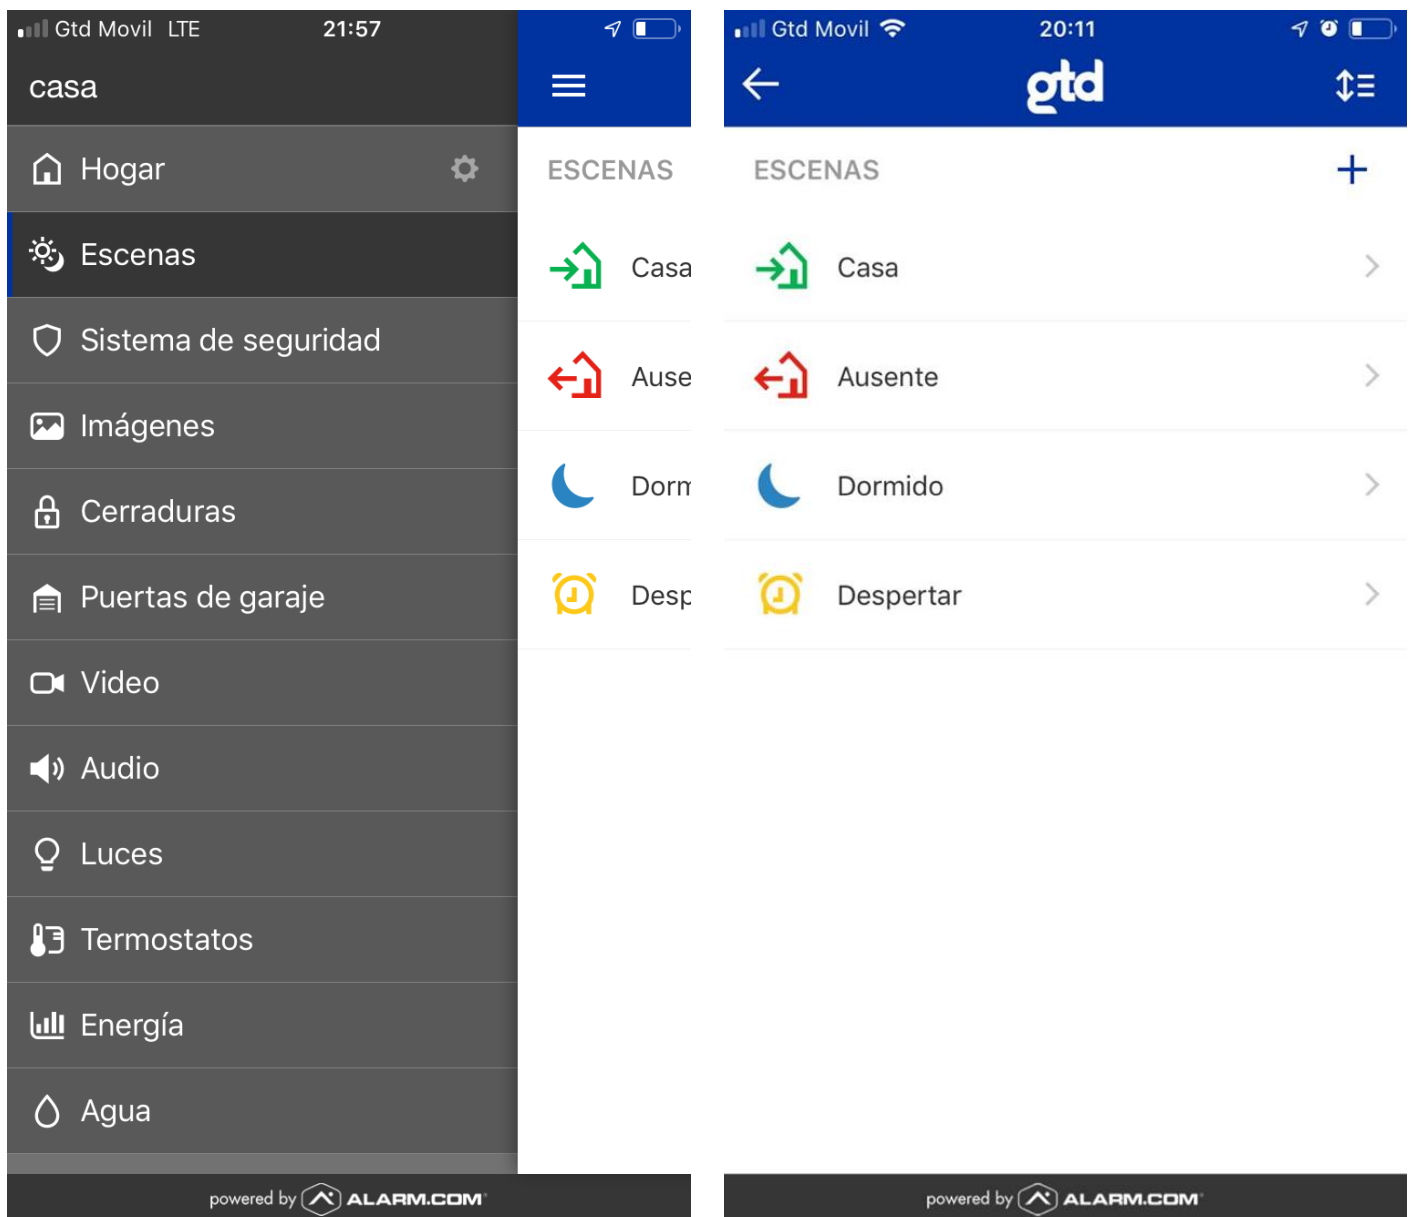 Gtd Movil LTE 21:57
casa
Hogar
Escenas
Sistema de seguridad
Imágenes
Cerraduras
Puertas de garaje
Video
Audio
Luces
Termostatos
Energía
Agua
ESCENAS
Casa
Ause
Dorm
Desp
powered by ALARM.COM
Gtd Movil 20:11
gtd
ESCENAS
Casa
Ausente
Dormido
Despertar
powered by ALARM.COM